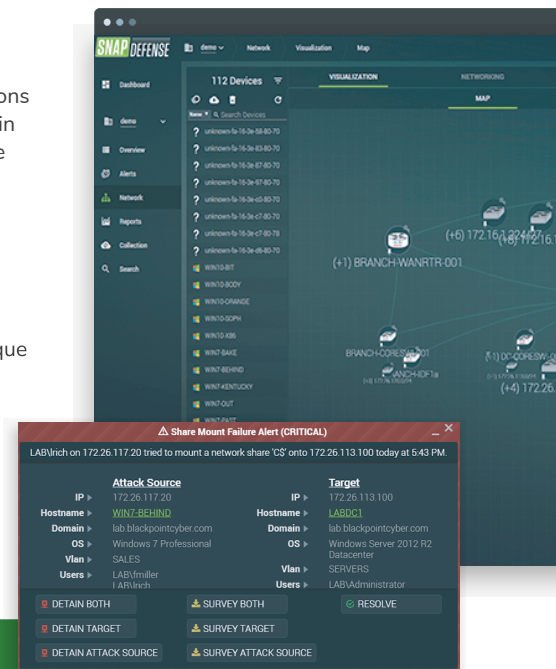 ons
in
e
que
SNAP DEFENSE
demo
Network
Visualization
Map
Dashboard
demo
Overview
Alerts
Network
Reports
Collection
Search
112 Devices
Name
Search Devices
unknown-fa-16-3e-58-80-70
unknown-fa-16-3e-83-80-70
unknown-fa-16-3e-87-80-70
unknown-fa-16-3e-97-80-70
unknown-fa-16-3e-c0-80-70
unknown-fa-16-3e-c7-80-70
unknown-fa-16-3e-c7-80-78
unknown-fa-16-3e-d6-80-70
WIN10-BIT
WIN10-BODY
WIN10-ORANGE
WIN10-SOPH
WIN10-X86
WIN7-BAKE
WIN7-BEHIND
WIN7-KENTUCKY
WIN7-OUT
WIN7-PAST
VISUALIZATION
NETWORKING
MAP
(+6) 172.16.1
(+1) BRANCH-WANRTR-001
(+4) 172.26.
Share Mount Failure Alert (CRITICAL)
LAB\lrich on 172.26.117.20 tried to mount a network share 'C$' onto 172.26.113.100 today at 5:43 PM.
Attack Source
IP 172.26.117.20
Hostname WIN7-BEHIND
Domain lab.blackpointcyber.com
OS Windows 7 Professional
Vlan SALES
Users LAB\fmiller
LAB\lrich
Target
IP 172.26.113.100
Hostname LABDC1
Domain lab.blackpointcyber.com
OS Windows Server 2012 R2
Datacenter
Vlan SERVERS
Users LAB\Administrator
DETAIN BOTH
SURVEY BOTH
RESOLVE
DETAIN TARGET
SURVEY TARGET
DETAIN ATTACK SOURCE
SURVEY ATTACK SOURCE